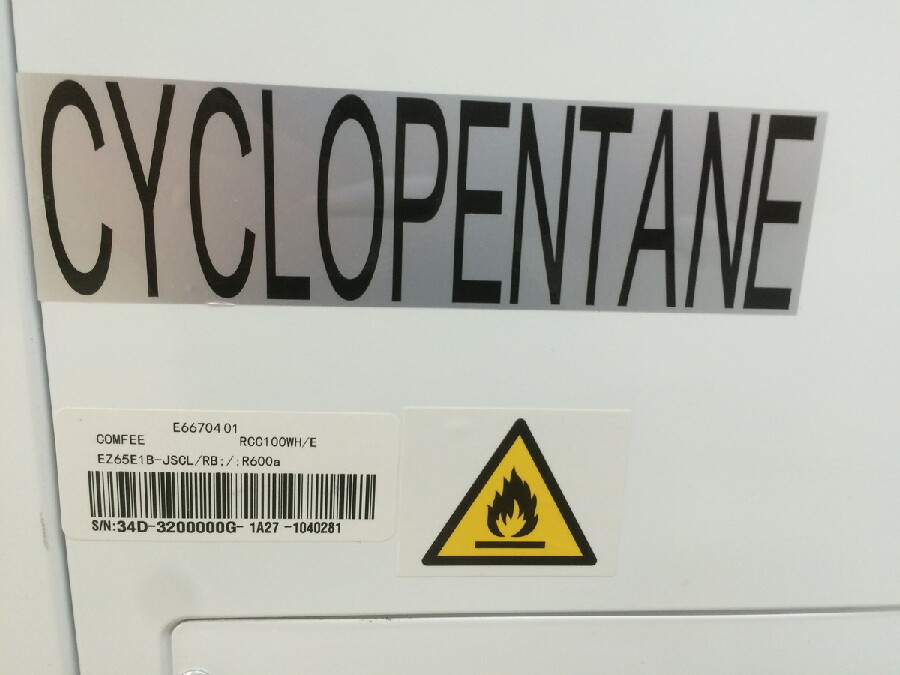 CYCLOPENTANE
E6670401
COMFEE RCC100WH/E
EZ65E1B-JSCL/RB;/;R600a
S/N:34D-3200000G-1A27-1040281